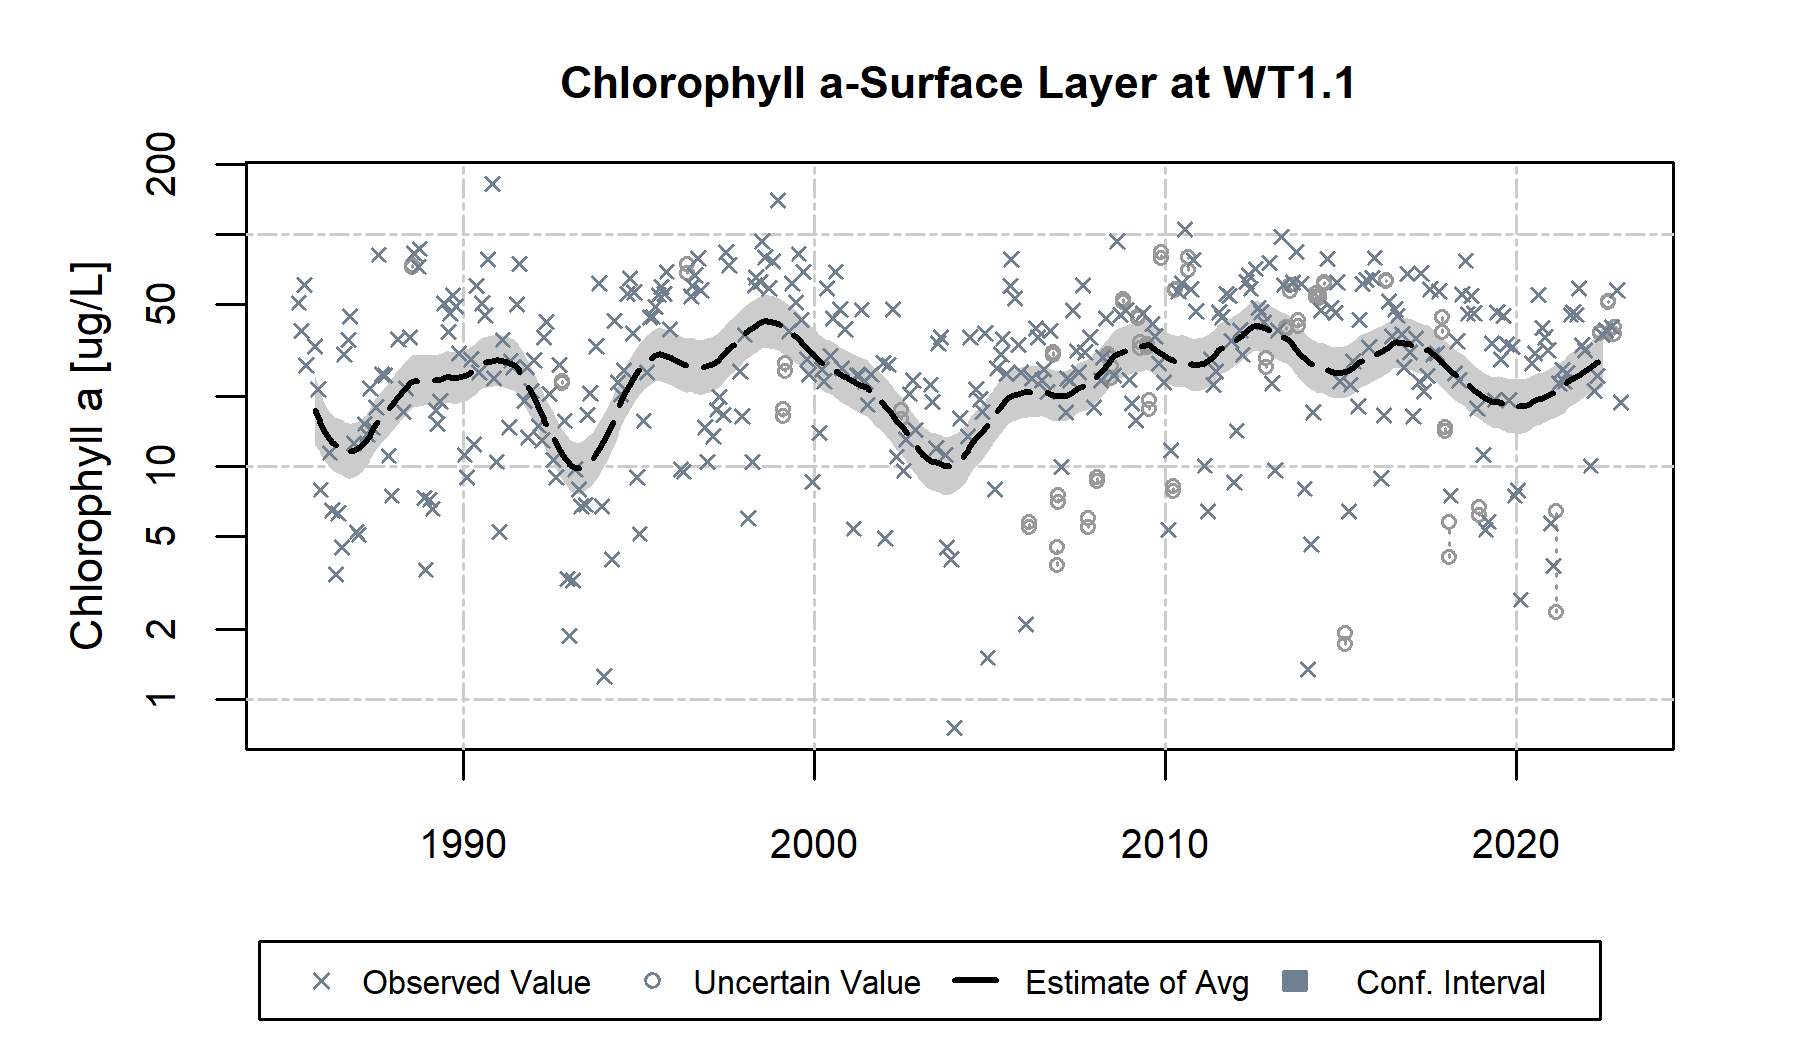 Chlorophyll a-Surface Layer at WT1.1
Chlorophyll a [ug/L]
200
50
10
5
2
1
1990 2000 2010 2020
Observed Value Uncertain Value Estimate of Avg Conf. Interval